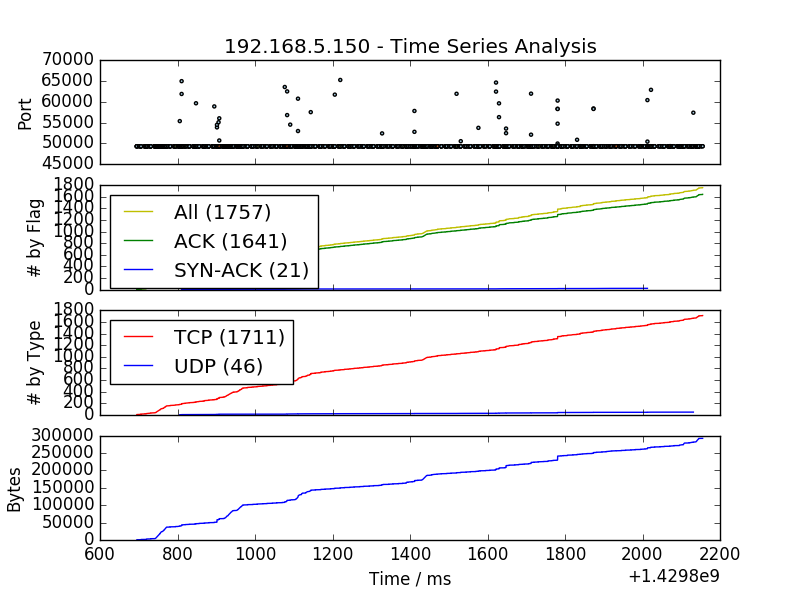 192.168.5.150 - Time Series Analysis
70000
65000
60000
55000
50000
45000
Port
1800
1600
1400
1200
1000
800
600
400
200
0
# by Flag
All (1757)
ACK (1641)
SYN-ACK (21)
1800
1600
1400
1200
1000
800
600
400
200
0
# by Type
TCP (1711)
UDP (46)
300000
250000
200000
150000
100000
50000
0
Bytes
600 800 1000 1200 1400 1600 1800 2000 2200
Time / ms
+1.4298e9